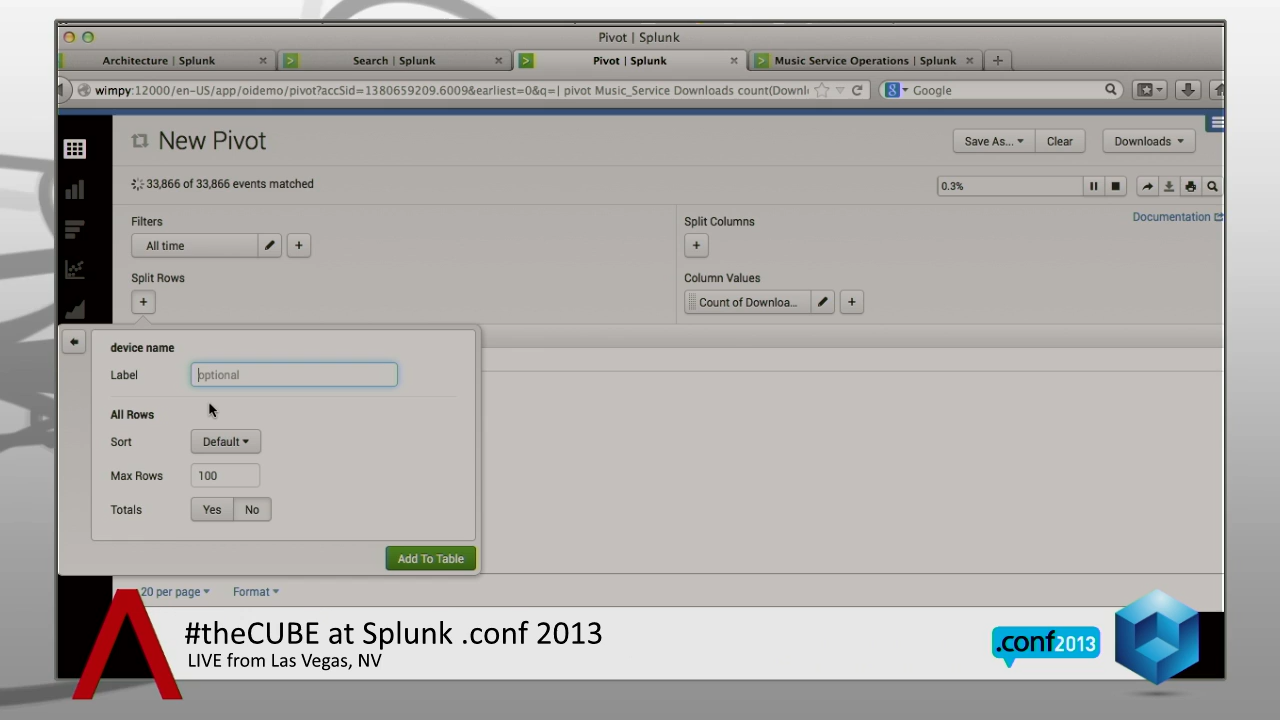 Pivot | Splunk
Architecture | Splunk
Search | Splunk
Pivot | Splunk
Music Service Operations | Splunk
wimpy:12000/en-US/app/oidemo/pivot?accSid=1380659209.6009&earliest=0&q=| pivot Music_Service Downloads count(Downl
Google
New Pivot
Save As...
Clear
Downloads
33,866 of 33,866 events matched
0.3%
Documentation
Filters
Split Columns
All time
Split Rows
Column Values
Count of Downloa...
device name
Label
optional
All Rows
Sort
Default
Max Rows
100
Totals
Yes
No
Add To Table
20 per page
Format
#theCUBE at Splunk .conf 2013
LIVE from Las Vegas, NV
.conf2013